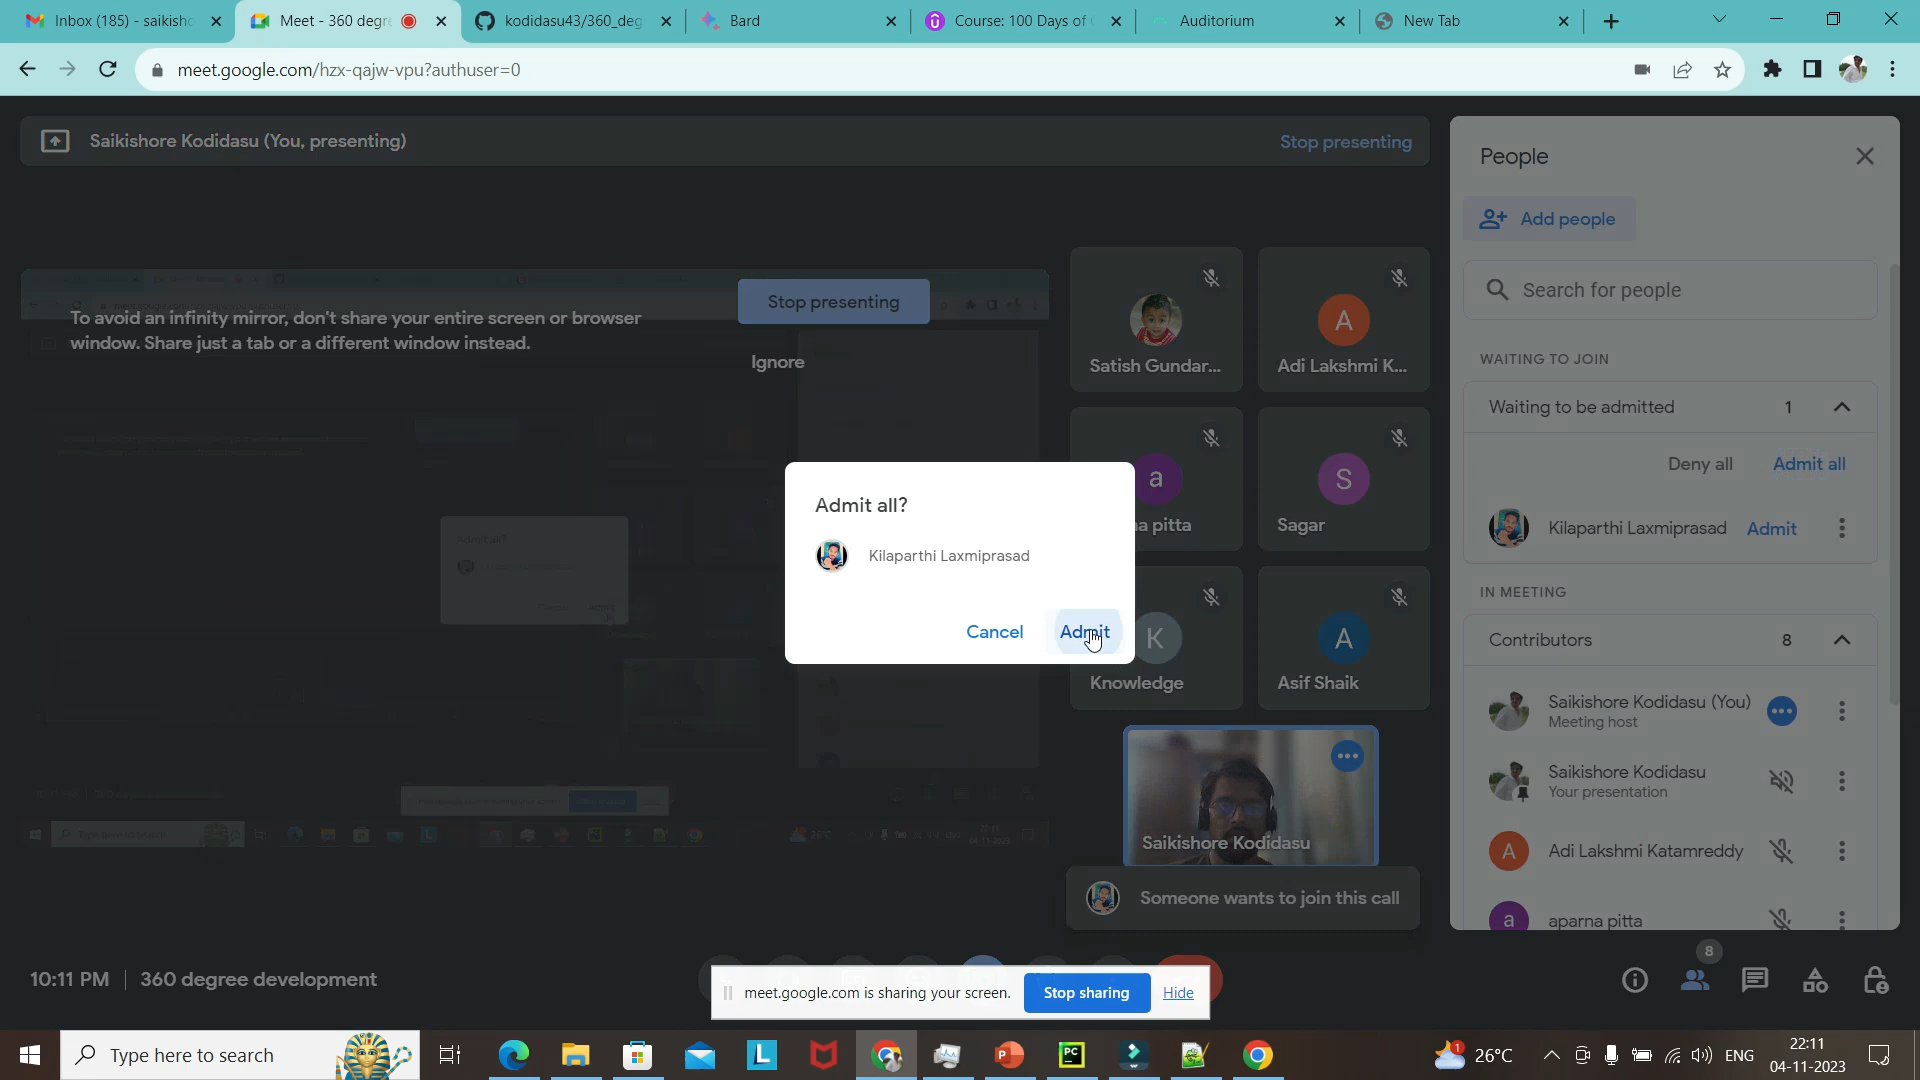 Inbox (185) - saikisho
Meet - 360 degre
kodidasu43/360_deg
Bard
Course: 100 Days of
Auditorium
New Tab
meet.google.com/hzx-qajw-vpu?authuser=0
Saikishore Kodidasu (You, presenting)
Stop presenting
To avoid an infinity mirror, don't share your entire screen or browser
window. Share just a tab or a different window instead.
Stop presenting
Ignore
Satish Gundar...
Adi Lakshmi K...
A
a
na pitta
S
Sagar
K
Knowledge
A
Asif Shaik
Saikishore Kodidasu
Someone wants to join this call
Admit all?
Kilaparthi Laxmiprasad
Cancel
Admit
People
Add people
Search for people
WAITING TO JOIN
Waiting to be admitted 1
Deny all
Admit all
Kilaparthi Laxmiprasad
Admit
IN MEETING
Contributors 8
Saikishore Kodidasu (You)
Meeting host
Saikishore Kodidasu
Your presentation
A
Adi Lakshmi Katamreddy
a
aparna pitta
8
10:11 PM
360 degree development
meet.google.com is sharing your screen.
Stop sharing
Hide
Type here to search
L
P
PC
1
26°C
ENG
22:11
04-11-2023